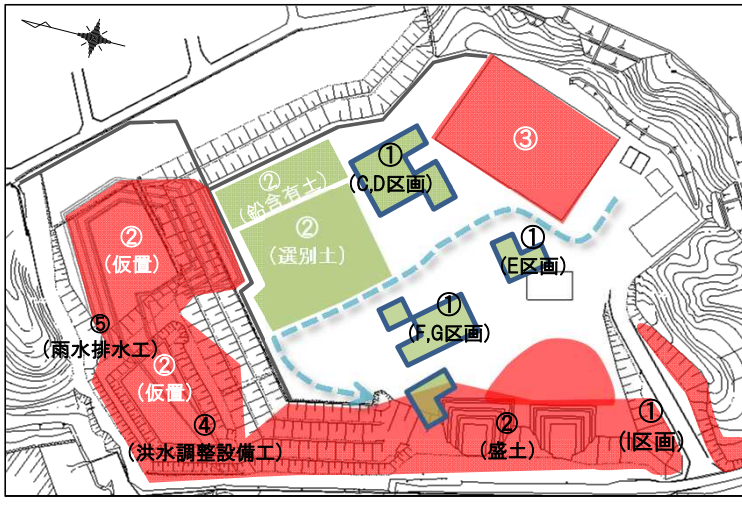 ①
(C,D区画)
③
②
(鉛含有土)
②
(選別土)
②
(仮置)
①
(E区画)
①
(F,G区画)
⑤
(雨水排水工)
②
(仮置)
④
(洪水調整設備工)
②
(盛土)
①
(I区画)